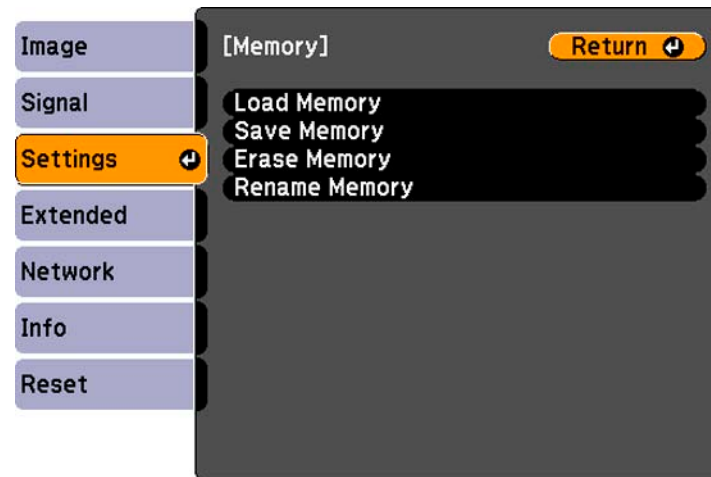 Image
Signal
Settings
Extended
Network
Info
Reset
[Memory]
Return
Load Memory
Save Memory
Erase Memory
Rename Memory